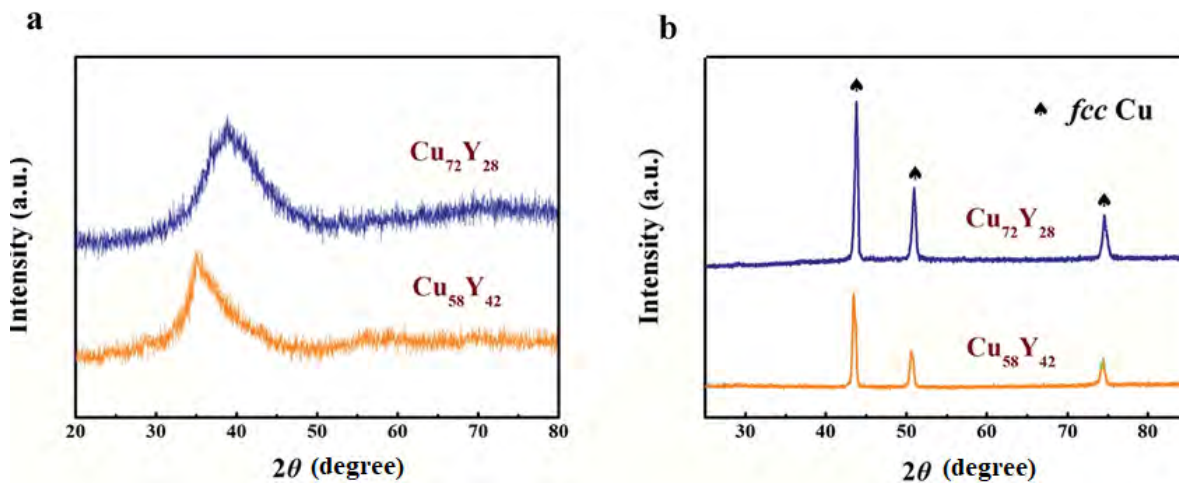 a
Intensity (a.u.)
Cu₇₂Y₂₈
Cu₅₈Y₄₂
20 30 40 50 60 70 80
2θ (degree)
b
Intensity (a.u.)
♠ fcc Cu
Cu₇₂Y₂₈
Cu₅₈Y₄₂
30 40 50 60 70 80
2θ (degree)